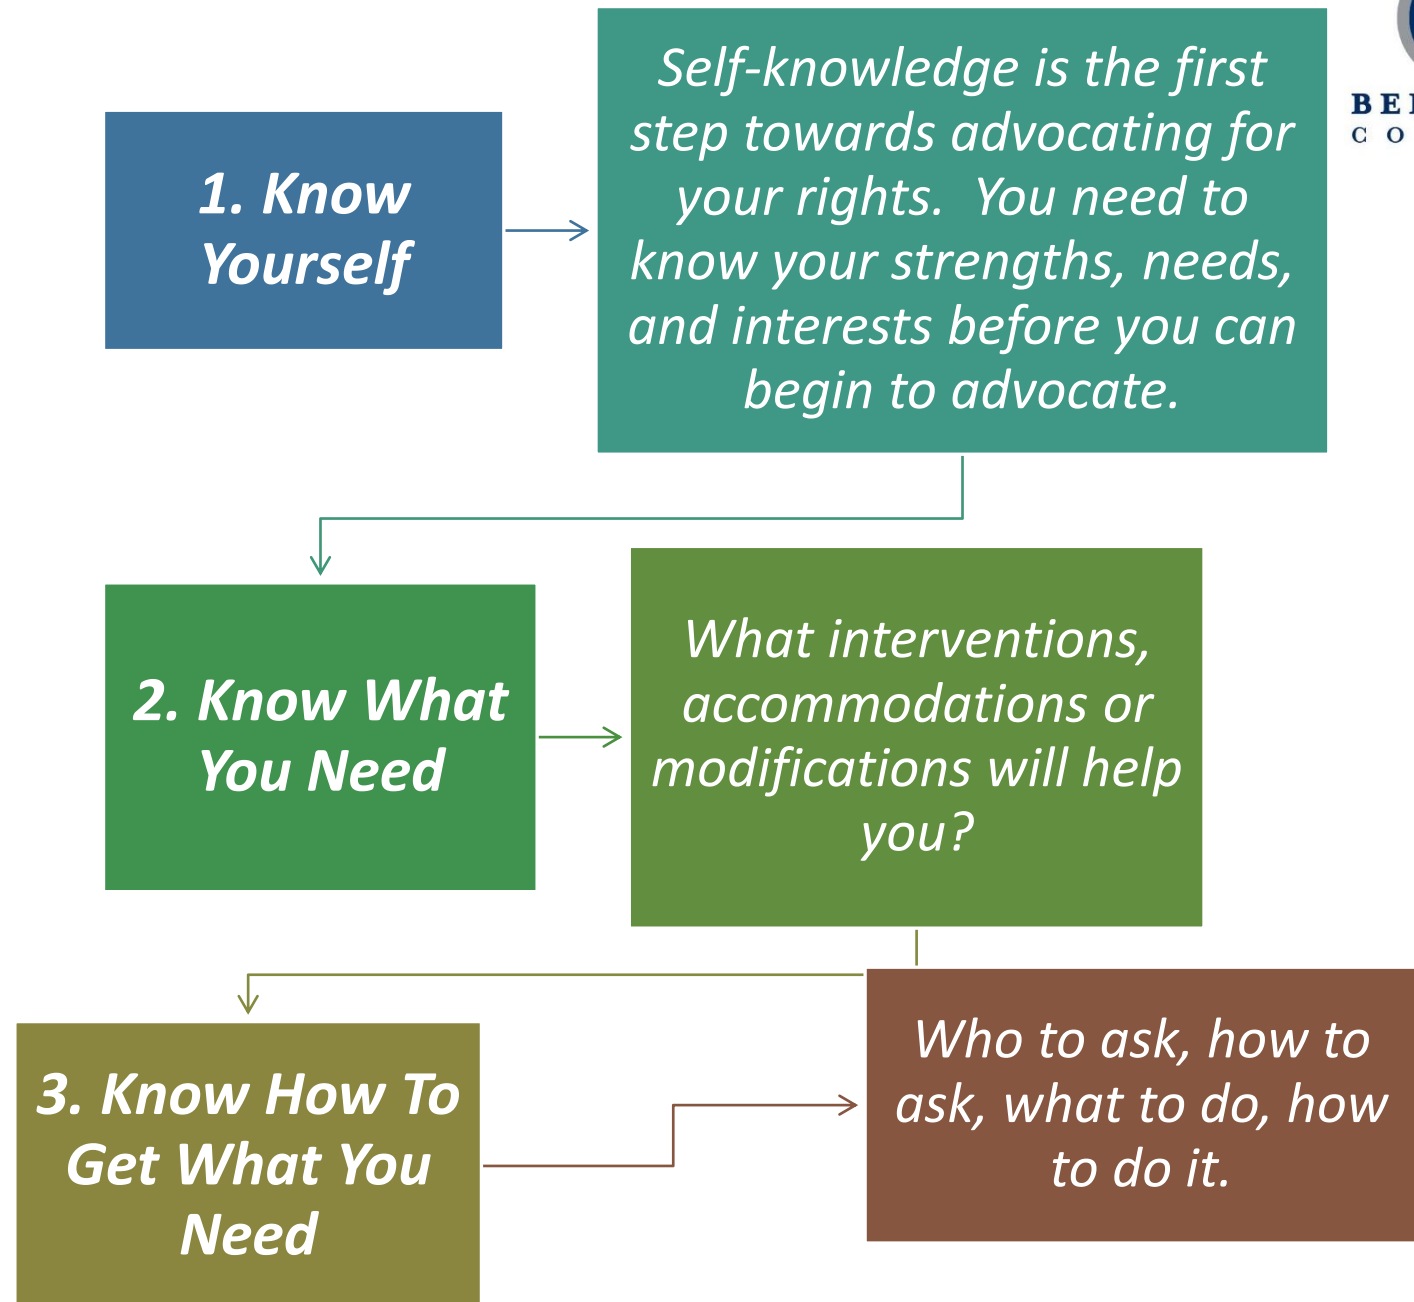 1. Know
Yourself
Self-knowledge is the first
step towards advocating for
your rights.  You need to
know your strengths, needs,
and interests before you can
begin to advocate.
2. Know What
You Need
What interventions,
accommodations or
modifications will help
you?
3. Know How To
Get What You
Need
Who to ask, how to
ask, what to do, how
to do it.